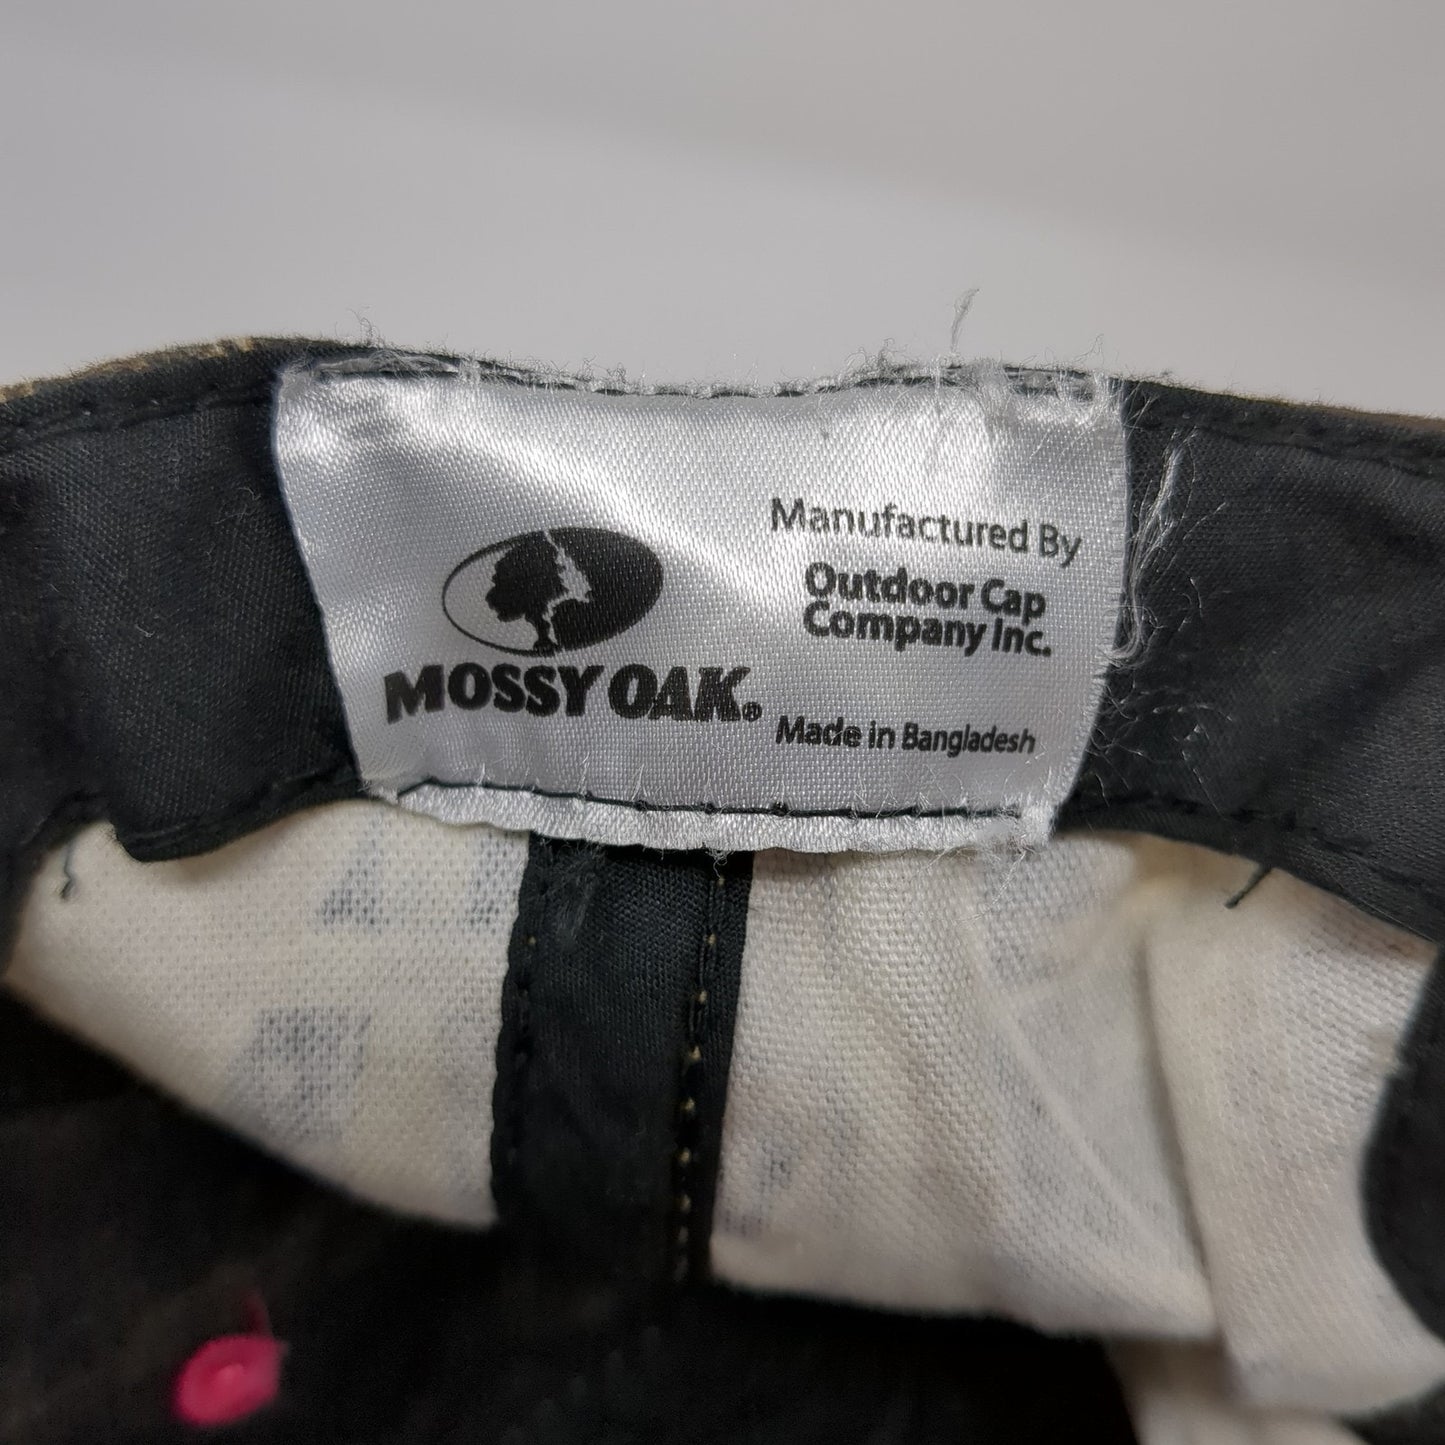 MOSSY OAK®
Manufactured By
Outdoor Cap
Company Inc.
Made in Bangladesh